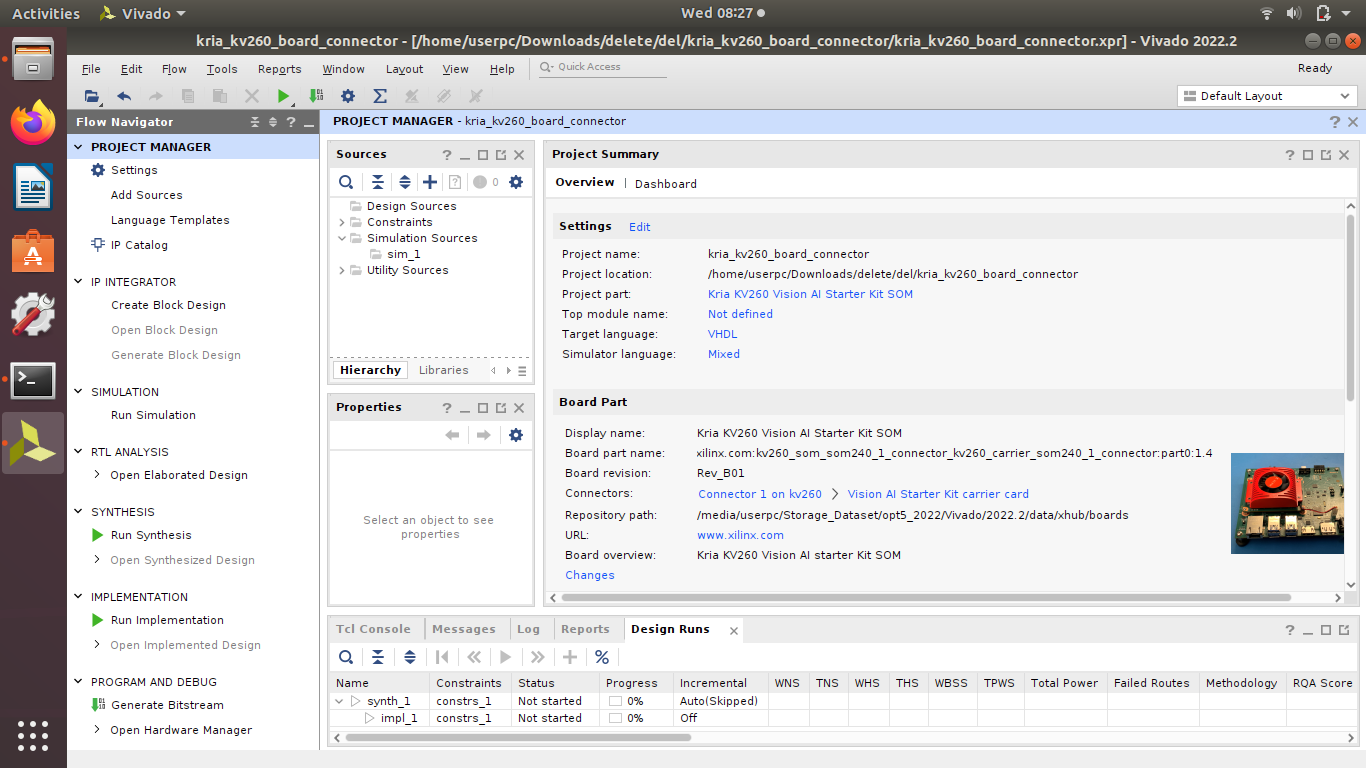 Activities Vivado Wed 08:27
kria_kv260_board_connector - [/home/userpc/Downloads/delete/del/kria_kv260_board_connector/kria_kv260_board_connector.xpr] - Vivado 2022.2
File Edit Flow Tools Reports Window Layout View Help Quick Access Ready
Default Layout
Flow Navigator
PROJECT MANAGER
Settings
Add Sources
Language Templates
IP Catalog
IP INTEGRATOR
Create Block Design
Open Block Design
Generate Block Design
SIMULATION
Run Simulation
RTL ANALYSIS
Open Elaborated Design
SYNTHESIS
Run Synthesis
Open Synthesized Design
IMPLEMENTATION
Run Implementation
Open Implemented Design
PROGRAM AND DEBUG
Generate Bitstream
Open Hardware Manager
PROJECT MANAGER - kria_kv260_board_connector
Sources
0
Design Sources
Constraints
Simulation Sources
sim_1
Utility Sources
Hierarchy Libraries
Properties
Select an object to see
properties
Project Summary
Overview | Dashboard
Settings Edit
Project name: kria_kv260_board_connector
Project location: /home/userpc/Downloads/delete/del/kria_kv260_board_connector
Project part: Kria KV260 Vision AI Starter Kit SOM
Top module name: Not defined
Target language: VHDL
Simulator language: Mixed
Board Part
Display name: Kria KV260 Vision AI Starter Kit SOM
Board part name: xilinx.com:kv260_som_som240_1_connector_kv260_carrier_som240_1_connector:part0:1.4
Board revision: Rev_B01
Connectors: Connector 1 on kv260 > Vision AI Starter Kit carrier card
Repository path: /media/userpc/Storage_Dataset/opt5_2022/Vivado/2022.2/data/xhub/boards
URL: www.xilinx.com
Board overview: Kria KV260 Vision AI starter Kit SOM
Changes
Tcl Console Messages Log Reports Design Runs
Name Constraints Status Progress Incremental WNS TNS WHS THS WBSS TPWS Total Power Failed Routes Methodology RQA Score
synth_1 constrs_1 Not started 0% Auto(Skipped)
impl_1 constrs_1 Not started 0% Off